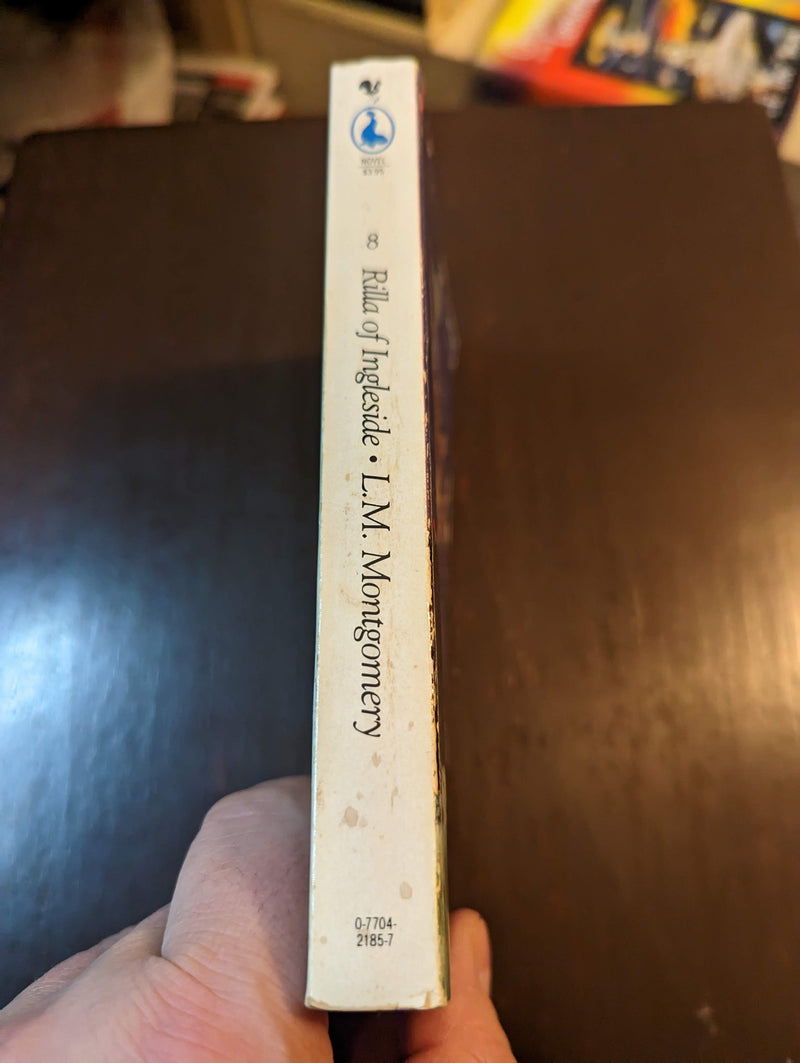 NOVEL
$3.95
8
Rilla of Ingleside • L.M. Montgomery
0-7704-
2185-7